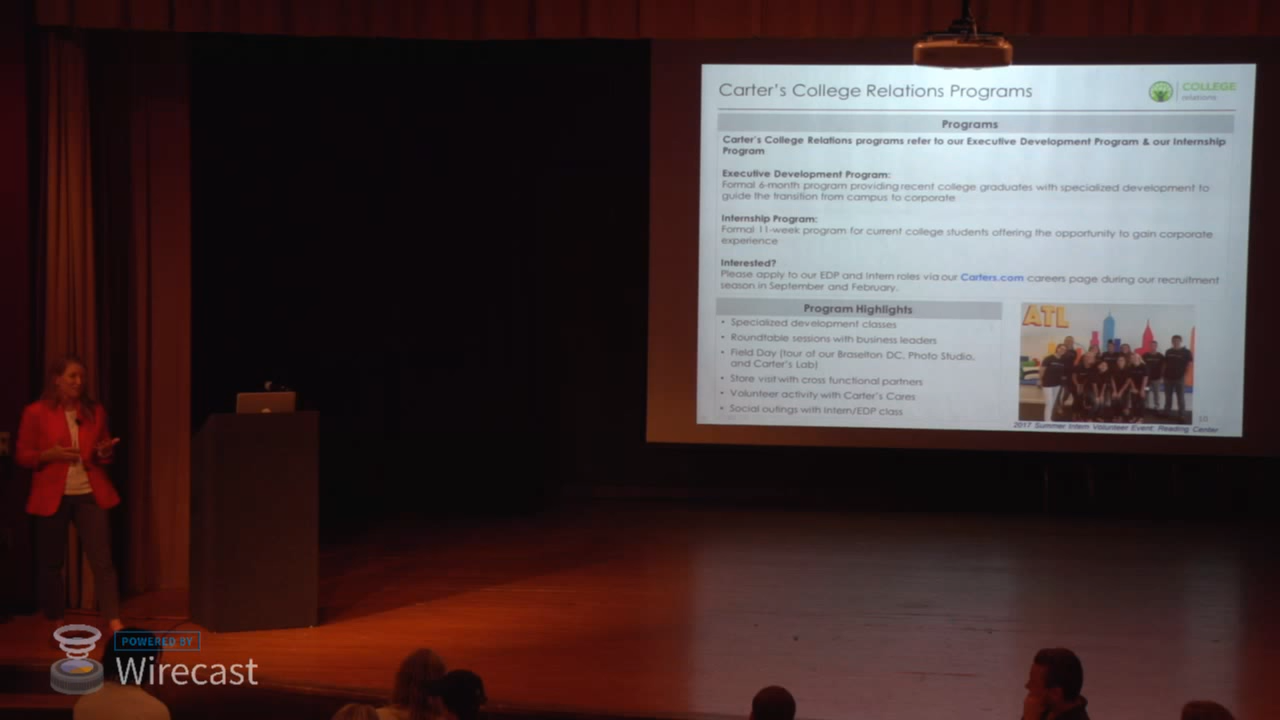 Carter's College Relations Programs
COLLEGE
relations
Programs
Carter's College Relations programs refer to our Executive Development Program & our Internship
Program
Executive Development Program:
Formal 6-month program providing recent college graduates with specialized development to
guide the transition from campus to corporate
Internship Program:
Formal 11-week program for current college students offering the opportunity to gain corporate
experience
Interested?
Please apply to our EDP and Intern roles via our Carters.com careers page during our recruitment
season in September and February.
Program Highlights
• Specialized development classes
• Roundtable sessions with business leaders
• Field Day (tour of our Braselton DC, Photo Studio,
and Carter's Lab)
• Store visit with cross functional partners
• Volunteer activity with Carter's Cares
• Social outings with Intern/EDP class
ATL
2017 Summer Intern Volunteer Event, Reading Center
POWERED BY
Wirecast